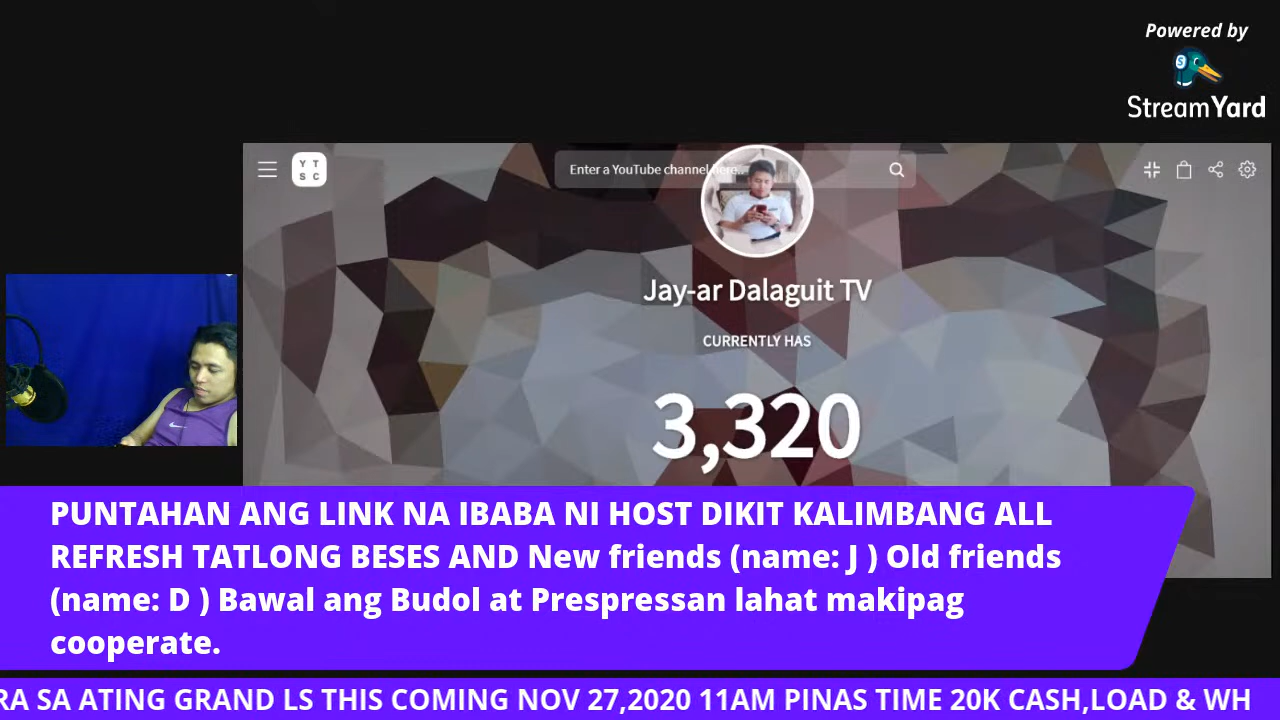 Powered by
StreamYard
Y T
S C
Enter a YouTube channel here...
Jay-ar Dalaguit TV
CURRENTLY HAS
3,320
PUNTAHAN ANG LINK NA IBABA NI HOST DIKIT KALIMBANG ALL
REFRESH TATLONG BESES AND New friends (name: J ) Old friends
(name: D ) Bawal ang Budol at Prespressan lahat makipag
cooperate.
RA SA ATING GRAND LS THIS COMING NOV 27,2020 11AM PINAS TIME 20K CASH,LOAD & WH